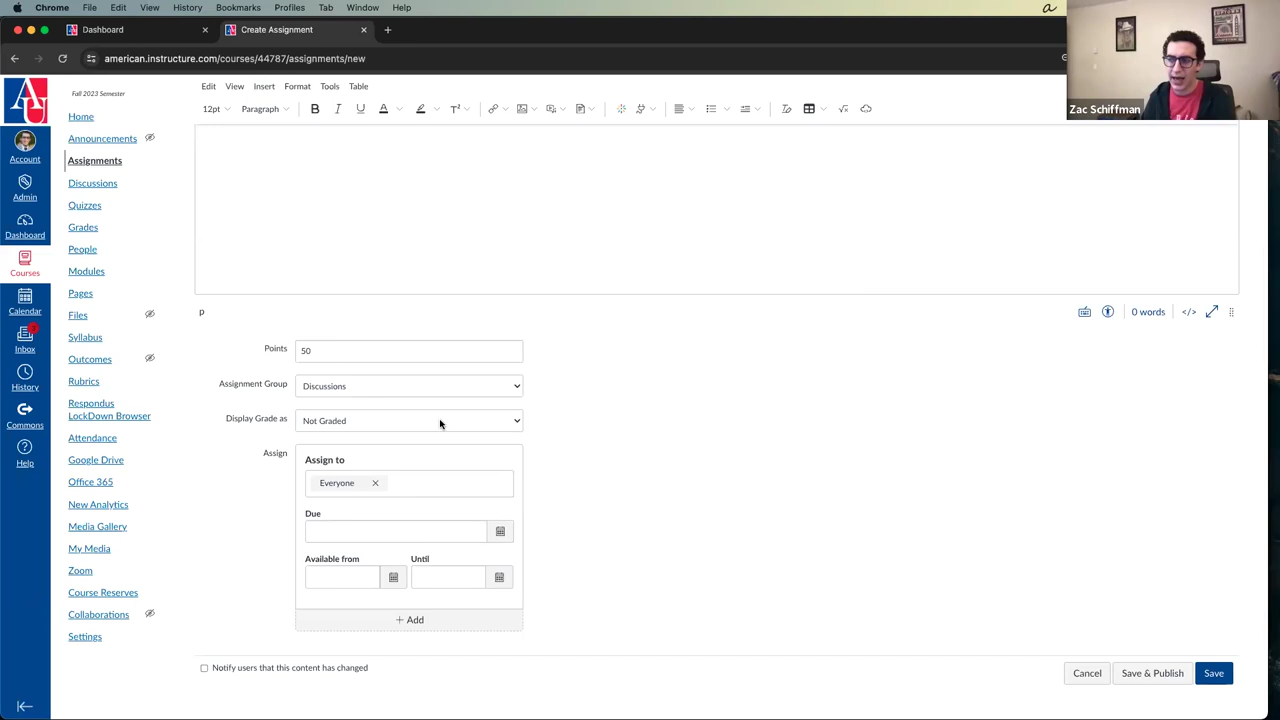 Chrome File Edit View History Bookmarks Profiles Tab Window Help
Dashboard
Create Assignment
american.instructure.com/courses/44787/assignments/new
Zac Schiffman
Account
Admin
Dashboard
Courses
Calendar
Inbox
History
Commons
Help
Fall 2023 Semester
Home
Announcements
Assignments
Discussions
Quizzes
Grades
People
Modules
Pages
Files
Syllabus
Outcomes
Rubrics
Respondus
LockDown Browser
Attendance
Google Drive
Office 365
New Analytics
Media Gallery
My Media
Zoom
Course Reserves
Collaborations
Settings
Edit View Insert Format Tools Table
12pt Paragraph B I U A T²
p
0 words </>
Points 50
Assignment Group Discussions
Display Grade as Not Graded
Assign
Assign to
Everyone
Due
Available from Until
+ Add
Notify users that this content has changed
Cancel Save & Publish Save